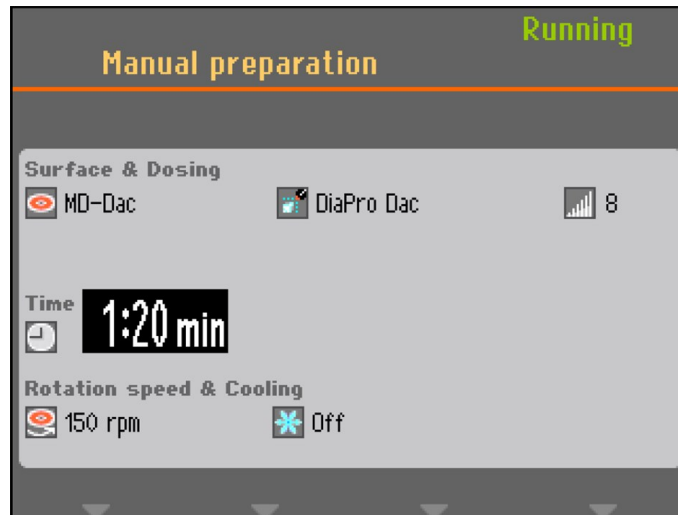 Running
Manual preparation
Surface & Dosing
MD-Dac DiaPro Dac 8
Time
1:20 min
Rotation speed & Cooling
150 rpm Off